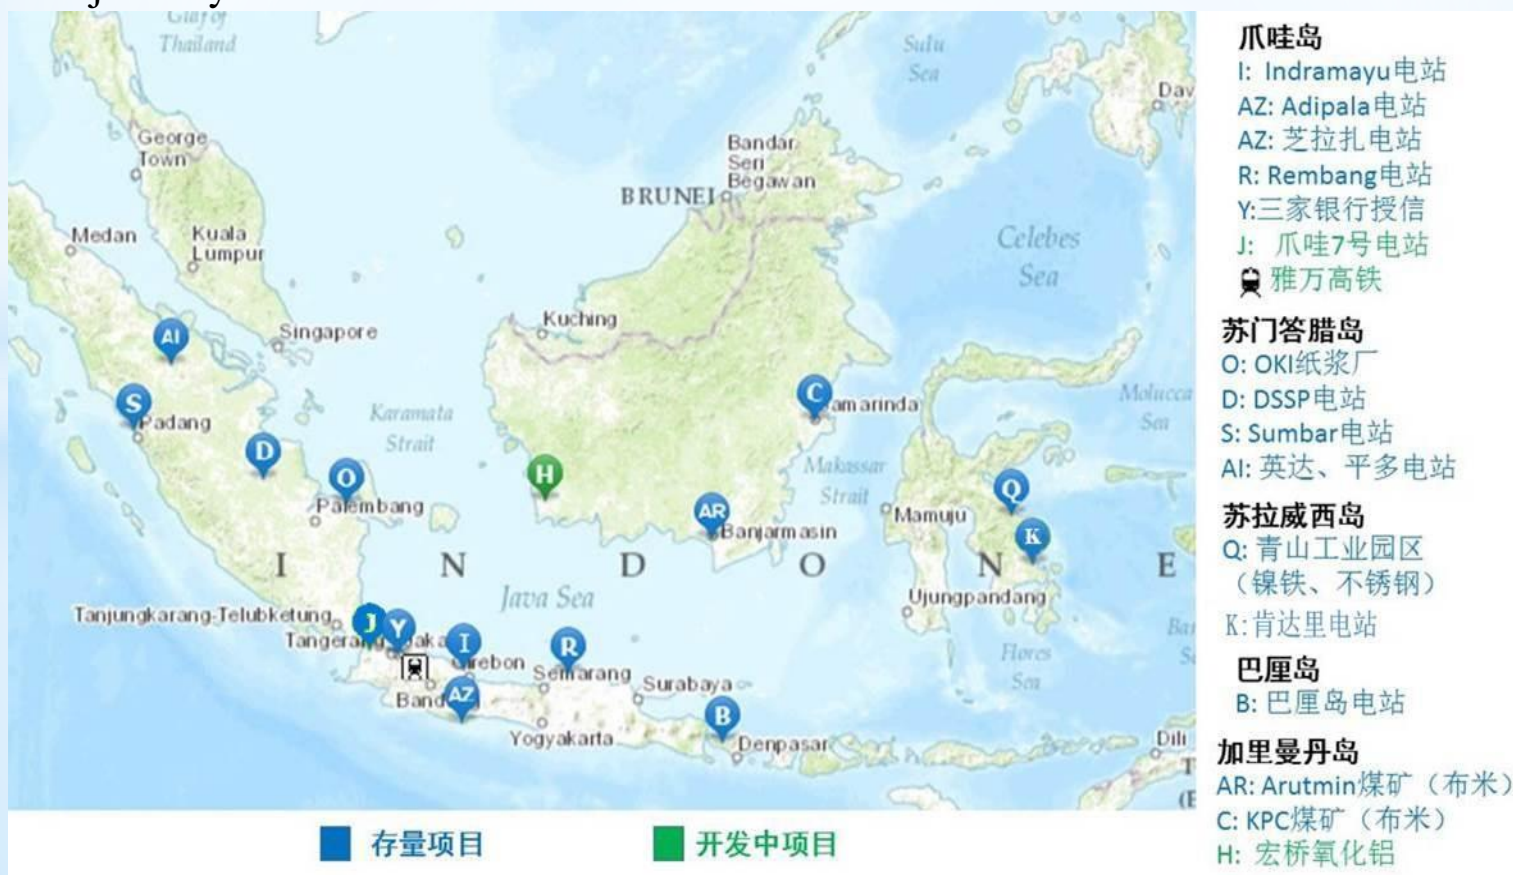 Gulf of
Thailand
Sulu
Sea
Dav
George
Town
Bandar
Seri
Begawan
BRUNEI
Medan
Kuala
Lumpur
Celebes
Sea
Kuching
Singapore
AI
S
Padang
Karamata
Strait
C
amarinda
Molucca
Sea
D
O
H
Makassar
Strait
Q
Palembang
AR
Banjarmasin
Mamuju
K
I N D O N E
Java Sea
Ujungpandang
Tanjungkarang-Telubketung
J
Y
I
R
Tangerang
aka
Cirebon
Semarang
Flores
Sea
Ban
S
Surabaya
Band
AZ
B
Yogyakarta
Denpasar
Dili
T
(E
存量项目
开发中项目
爪哇岛
I: Indramayu电站
AZ: Adipala电站
AZ: 芝拉扎电站
R: Rembang电站
Y:三家银行授信
J: 爪哇7号电站
雅万高铁
苏门答腊岛
O: OKI纸浆厂
D: DSSP电站
S: Sumbar电站
AI: 英达、平多电站
苏拉威西岛
Q: 青山工业园区
（镍铁、不锈钢）
K:肯达里电站
巴厘岛
B: 巴厘岛电站
加里曼丹岛
AR: Arutmin煤矿（布米）
C: KPC煤矿（布米）
H: 宏桥氧化铝